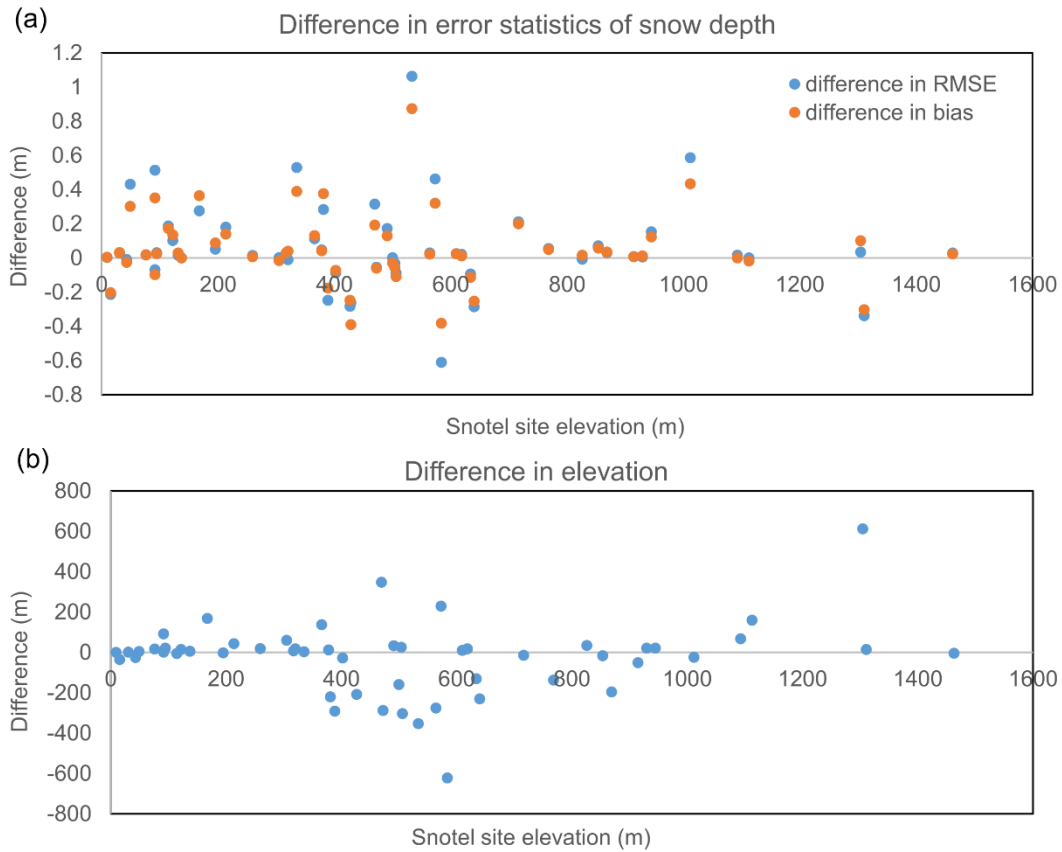 (a)
Difference in error statistics of snow depth
1.2
1
0.8
0.6
0.4
0.2
0
-0.2
-0.4
-0.6
-0.8
Difference (m)
difference in RMSE
difference in bias
0 200 400 600 800 1000 1200 1400 1600
Snotel site elevation (m)
(b)
Difference in elevation
800
600
400
200
0
-200
-400
-600
-800
Difference (m)
0 200 400 600 800 1000 1200 1400 1600
Snotel site elevation (m)